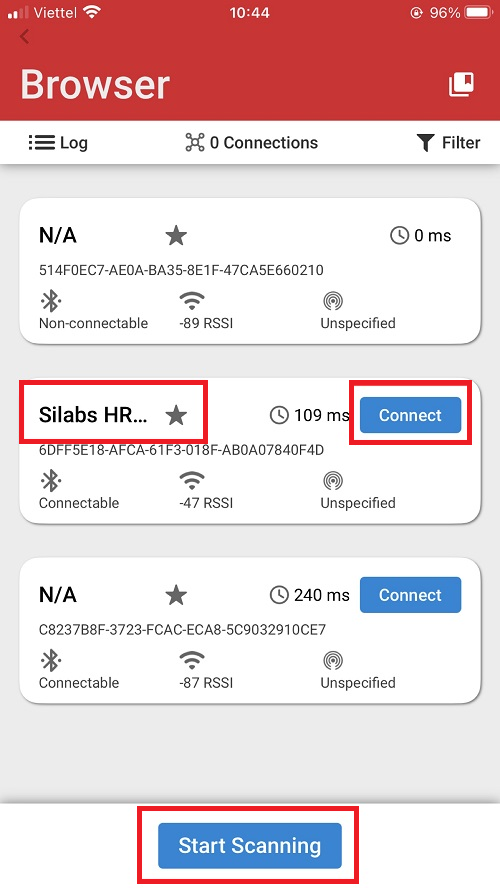 Viettel 10:44 96%
Browser
Log 0 Connections Filter
N/A 0 ms
514F0EC7-AE0A-BA35-8E1F-47CA5E660210
Non-connectable -89 RSSI Unspecified
Silabs HR... 109 ms Connect
6DFF5E18-AFCA-61F3-018F-AB0A07840F4D
Connectable -47 RSSI Unspecified
N/A 240 ms Connect
C8237B8F-3723-FCAC-ECA8-5C9032910CE7
Connectable -87 RSSI Unspecified
Start Scanning